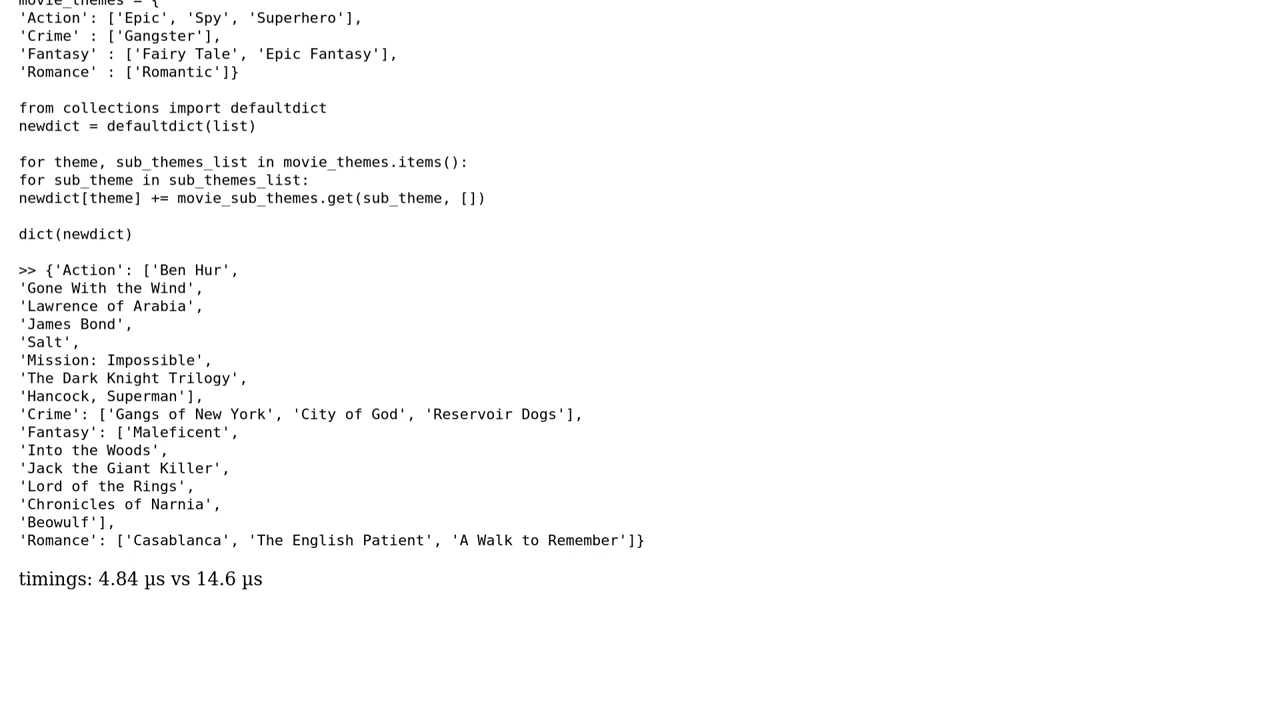 movie_themes = {
'Action': ['Epic', 'Spy', 'Superhero'],
'Crime' : ['Gangster'],
'Fantasy' : ['Fairy Tale', 'Epic Fantasy'],
'Romance' : ['Romantic']}
from collections import defaultdict
newdict = defaultdict(list)
for theme, sub_themes_list in movie_themes.items():
for sub_theme in sub_themes_list:
newdict[theme] += movie_sub_themes.get(sub_theme, [])
dict(newdict)
>> {'Action': ['Ben Hur',
'Gone With the Wind',
'Lawrence of Arabia',
'James Bond',
'Salt',
'Mission: Impossible',
'The Dark Knight Trilogy',
'Hancock, Superman'],
'Crime': ['Gangs of New York', 'City of God', 'Reservoir Dogs'],
'Fantasy': ['Maleficent',
'Into the Woods',
'Jack the Giant Killer',
'Lord of the Rings',
'Chronicles of Narnia',
'Beowulf'],
'Romance': ['Casablanca', 'The English Patient', 'A Walk to Remember']}
timings: 4.84 µs vs 14.6 µs